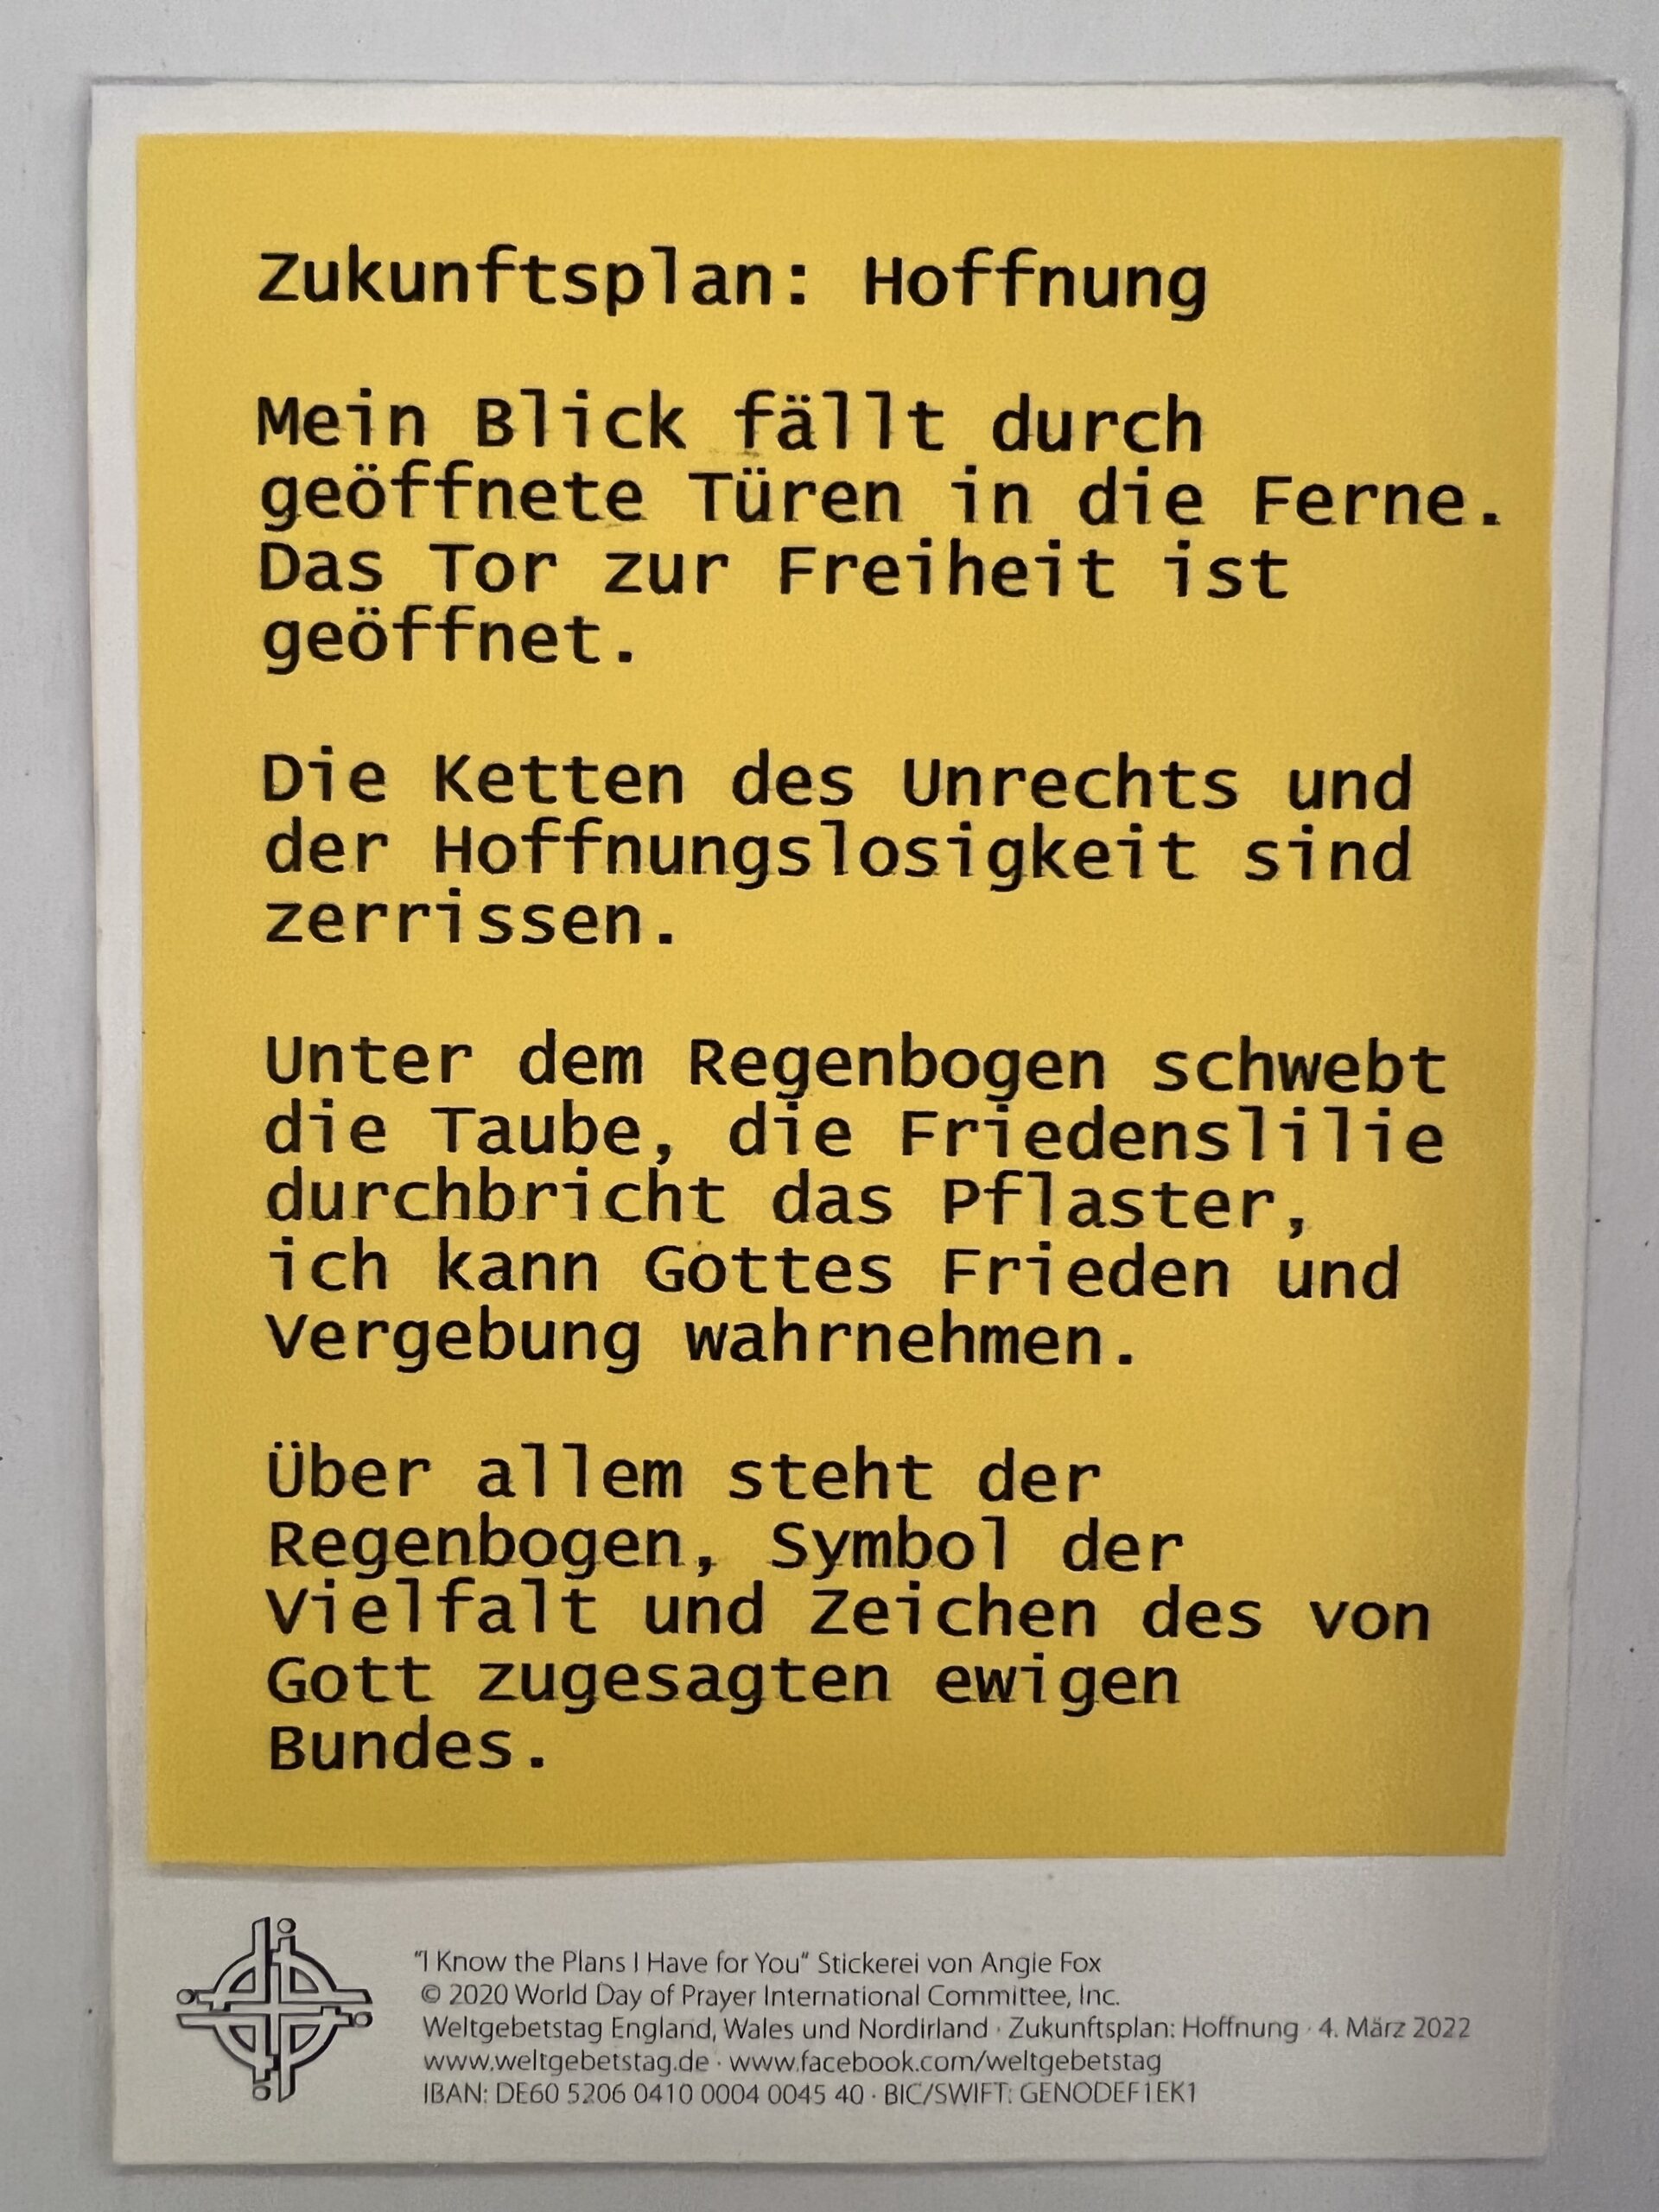 Zukunftsplan: Hoffnung
Mein Blick fällt durch
geöffnete Türen in die Ferne.
Das Tor zur Freiheit ist
geöffnet.
Die Ketten des Unrechts und
der Hoffnungslosigkeit sind
zerrissen.
Unter dem Regenbogen schwebt
die Taube, die Friedenslilie
durchbricht das Pflaster,
ich kann Gottes Frieden und
Vergebung wahrnehmen.
Über allem steht der
Regenbogen, Symbol der
Vielfalt und Zeichen des von
Gott zugesagten ewigen
Bundes.
"I Know the Plans I Have for You" Stickerei von Angie Fox
© 2020 World Day of Prayer International Committee, Inc.
Weltgebetstag England, Wales und Nordirland · Zukunftsplan: Hoffnung · 4. März 2022
www.weltgebetstag.de · www.facebook.com/weltgebetstag
IBAN: DE60 5206 0410 0004 0045 40 · BIC/SWIFT: GENODEF1EK1